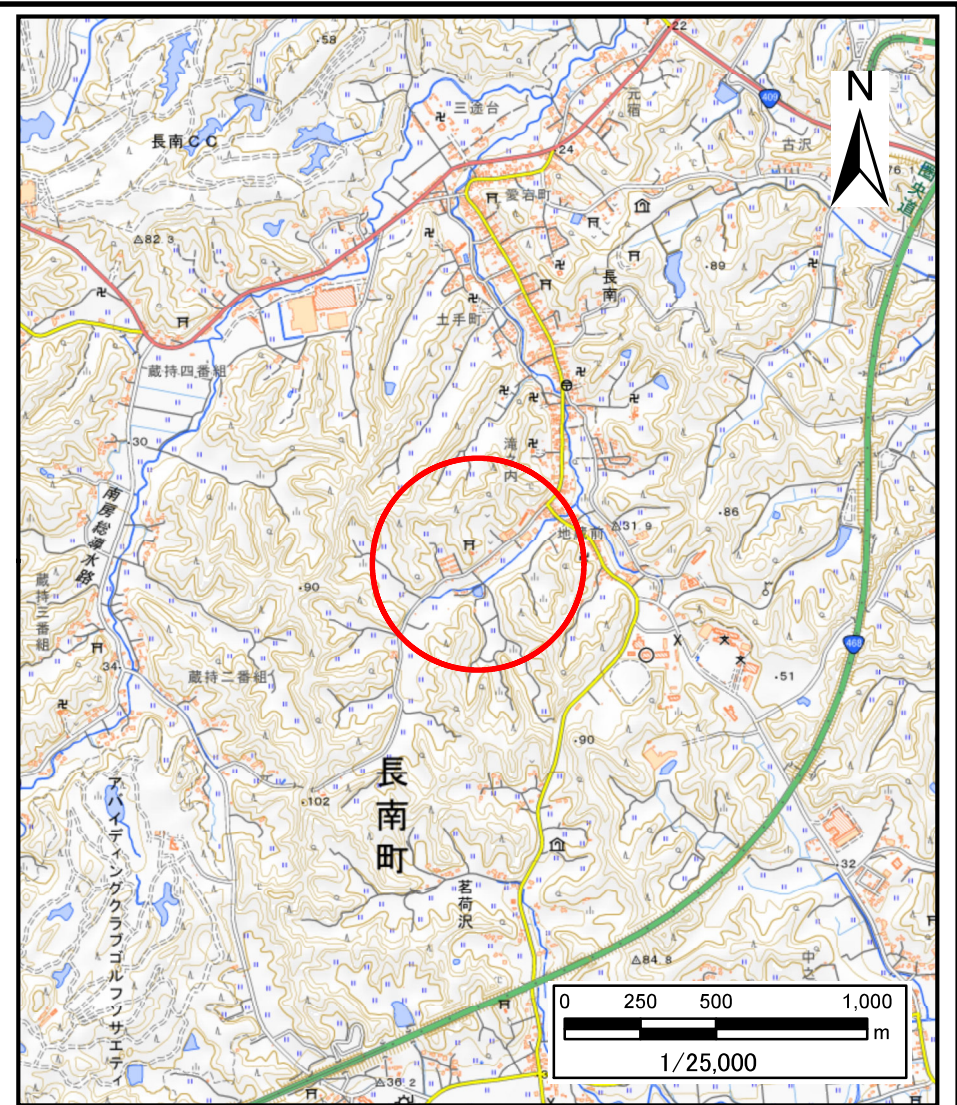 22
58
三途台
元宿
409
N
長南CC
24
古沢
76.1
圏央道
愛宕町
82.3
89
長南
土手町
蔵持四番組
30
滝之内
南房総導水路
86
31.9
地蔵前
蔵持三番組
90
468
34
蔵持二番組
51
90
長南町
102
アバイディングクラブゴルフソサエティ
32
茗荷沢
84.8
中之
0 250 500 1,000
m
1/25,000
36.2